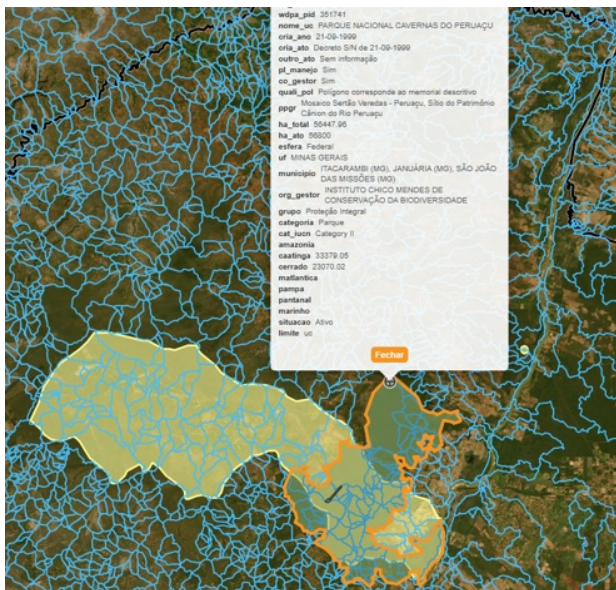 wdpa_pid 351741
nome_uc PARQUE NACIONAL CAVERNAS DO PERUAÇU
cria_ano 21-09-1999
cria_ato Decreto S/N de 21-09-1999
outro_ato Sem informação
pl_manejo Sim
co_gestor Sim
quali_pol Polígono corresponde ao memorial descritivo
ppgr Mosaico Sertão Veredas - Peruaçu, Sítio do Patrimônio
Cânion do Rio Peruaçu
ha_total 56447.96
ha_ato 56800
esfera Federal
uf MINAS GERAIS
municipio ITACARAMBI (MG), JANUÁRIA (MG), SÃO JOÃO
DAS MISSÕES (MG)
org_gestor INSTITUTO CHICO MENDES DE
CONSERVAÇÃO DA BIODIVERSIDADE
grupo Proteção Integral
categoria Parque
cat_iucn Category II
amazonia
caatinga 33379.05
cerrado 23070.02
matlantica
pampa
pantanal
marinho
situacao Ativo
limite uc
Fechar